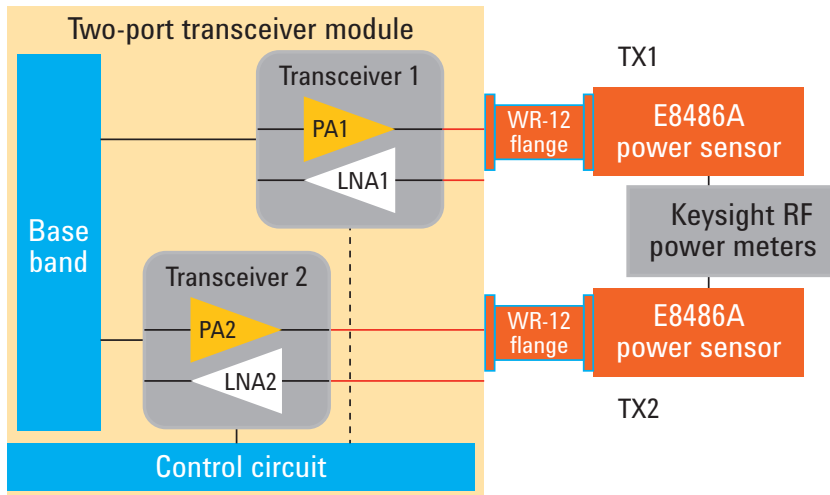 Two-port transceiver module
TX1
Transceiver 1
PA1
LNA1
WR-12
flange
E8486A
power sensor
Base
band
Keysight RF
power meters
Transceiver 2
PA2
LNA2
WR-12
flange
E8486A
power sensor
TX2
Control circuit